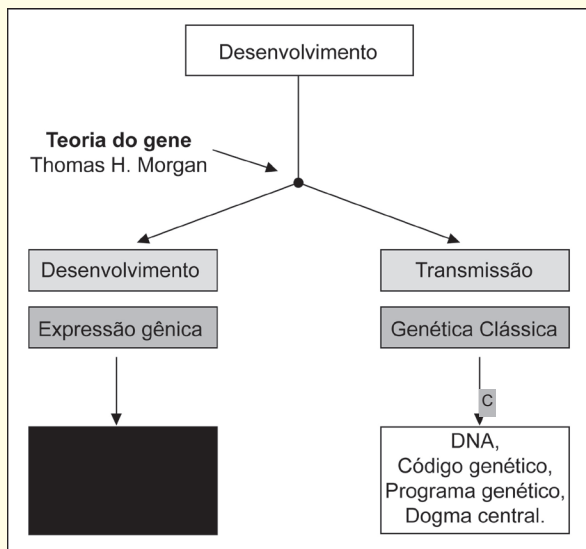 Desenvolvimento
Teoria do gene
Thomas H. Morgan
Desenvolvimento
Transmissão
Expressão gênica
Genética Clássica
C
DNA,
Código genético,
Programa genético,
Dogma central.